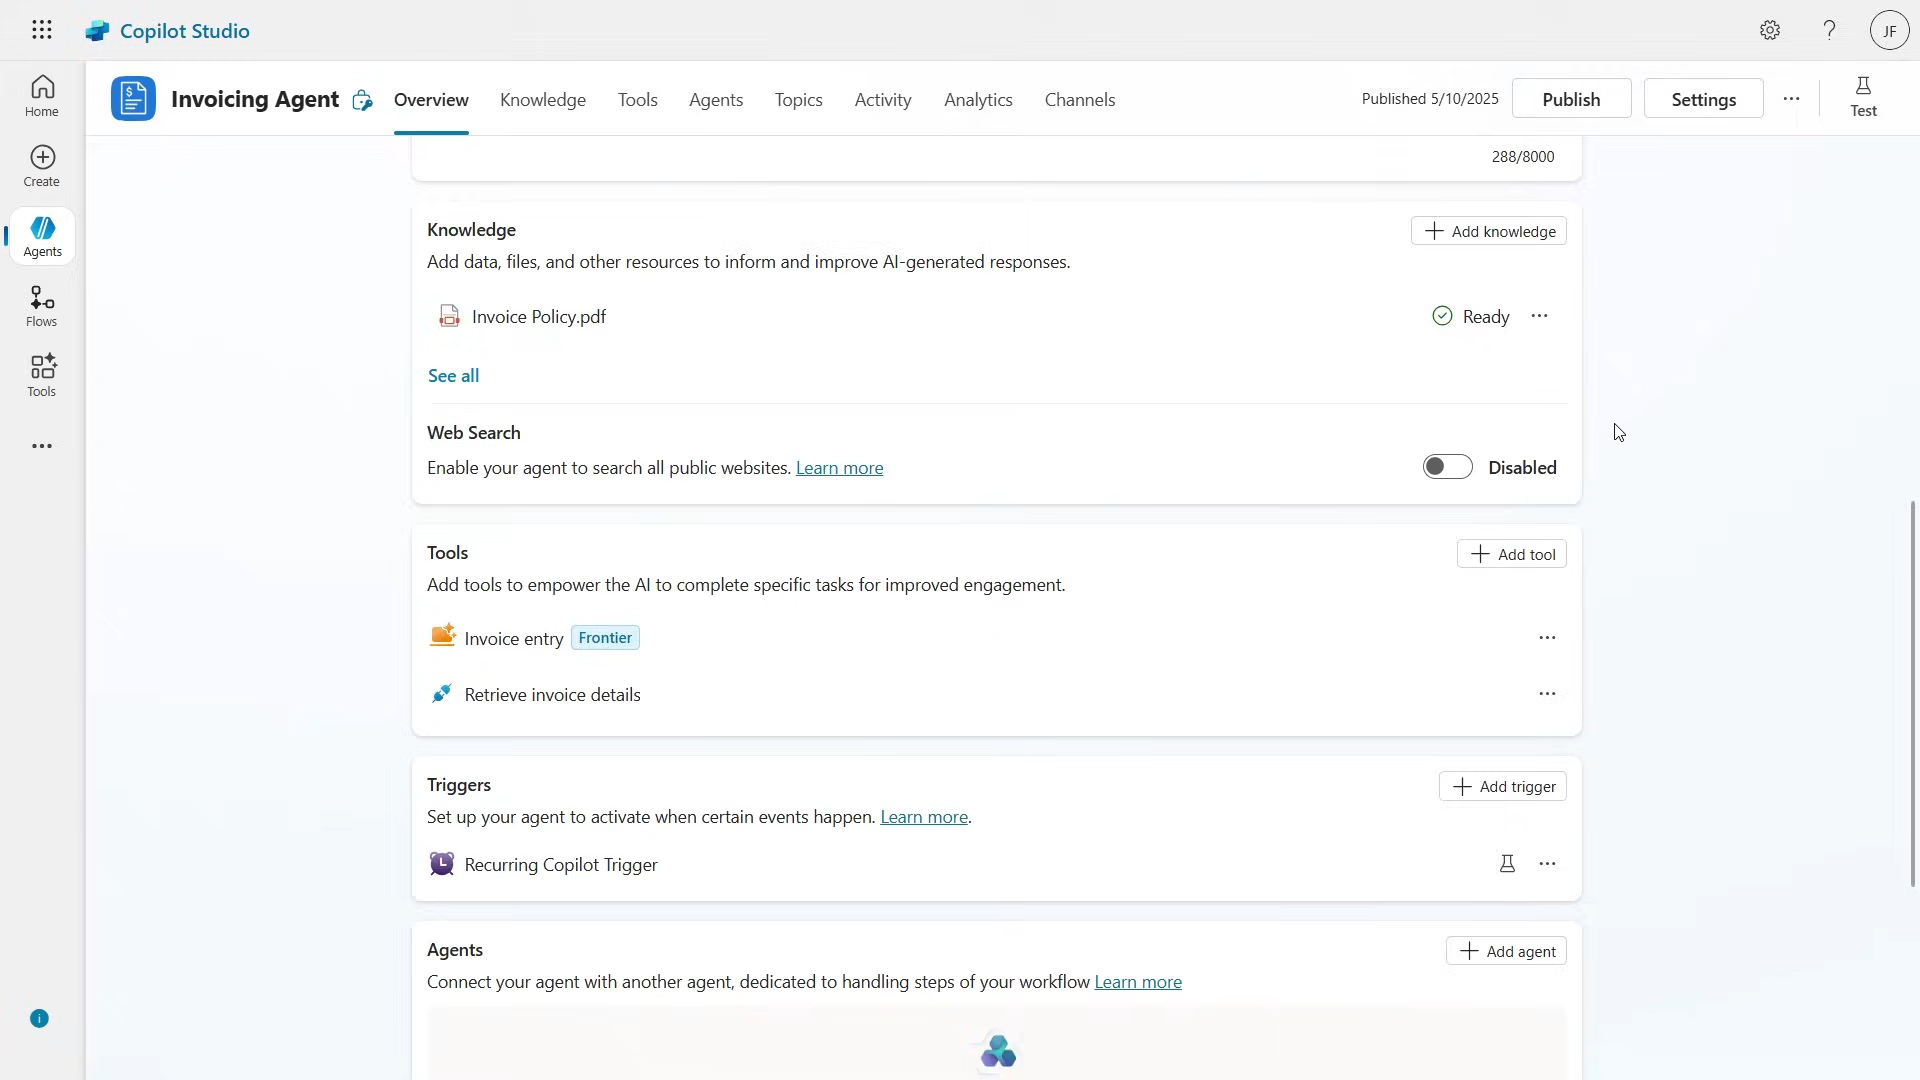 Copilot Studio
?
JF
Home
Create
Agents
Flows
Tools
Invoicing Agent
Overview
Knowledge
Tools
Agents
Topics
Activity
Analytics
Channels
Published 5/10/2025
Publish
Settings
Test
288/8000
Knowledge
Add knowledge
Add data, files, and other resources to inform and improve AI-generated responses.
Invoice Policy.pdf
Ready
See all
Web Search
Enable your agent to search all public websites. Learn more
Disabled
Tools
Add tool
Add tools to empower the AI to complete specific tasks for improved engagement.
Invoice entry Frontier
Retrieve invoice details
Triggers
Add trigger
Set up your agent to activate when certain events happen. Learn more.
Recurring Copilot Trigger
Agents
Add agent
Connect your agent with another agent, dedicated to handling steps of your workflow Learn more